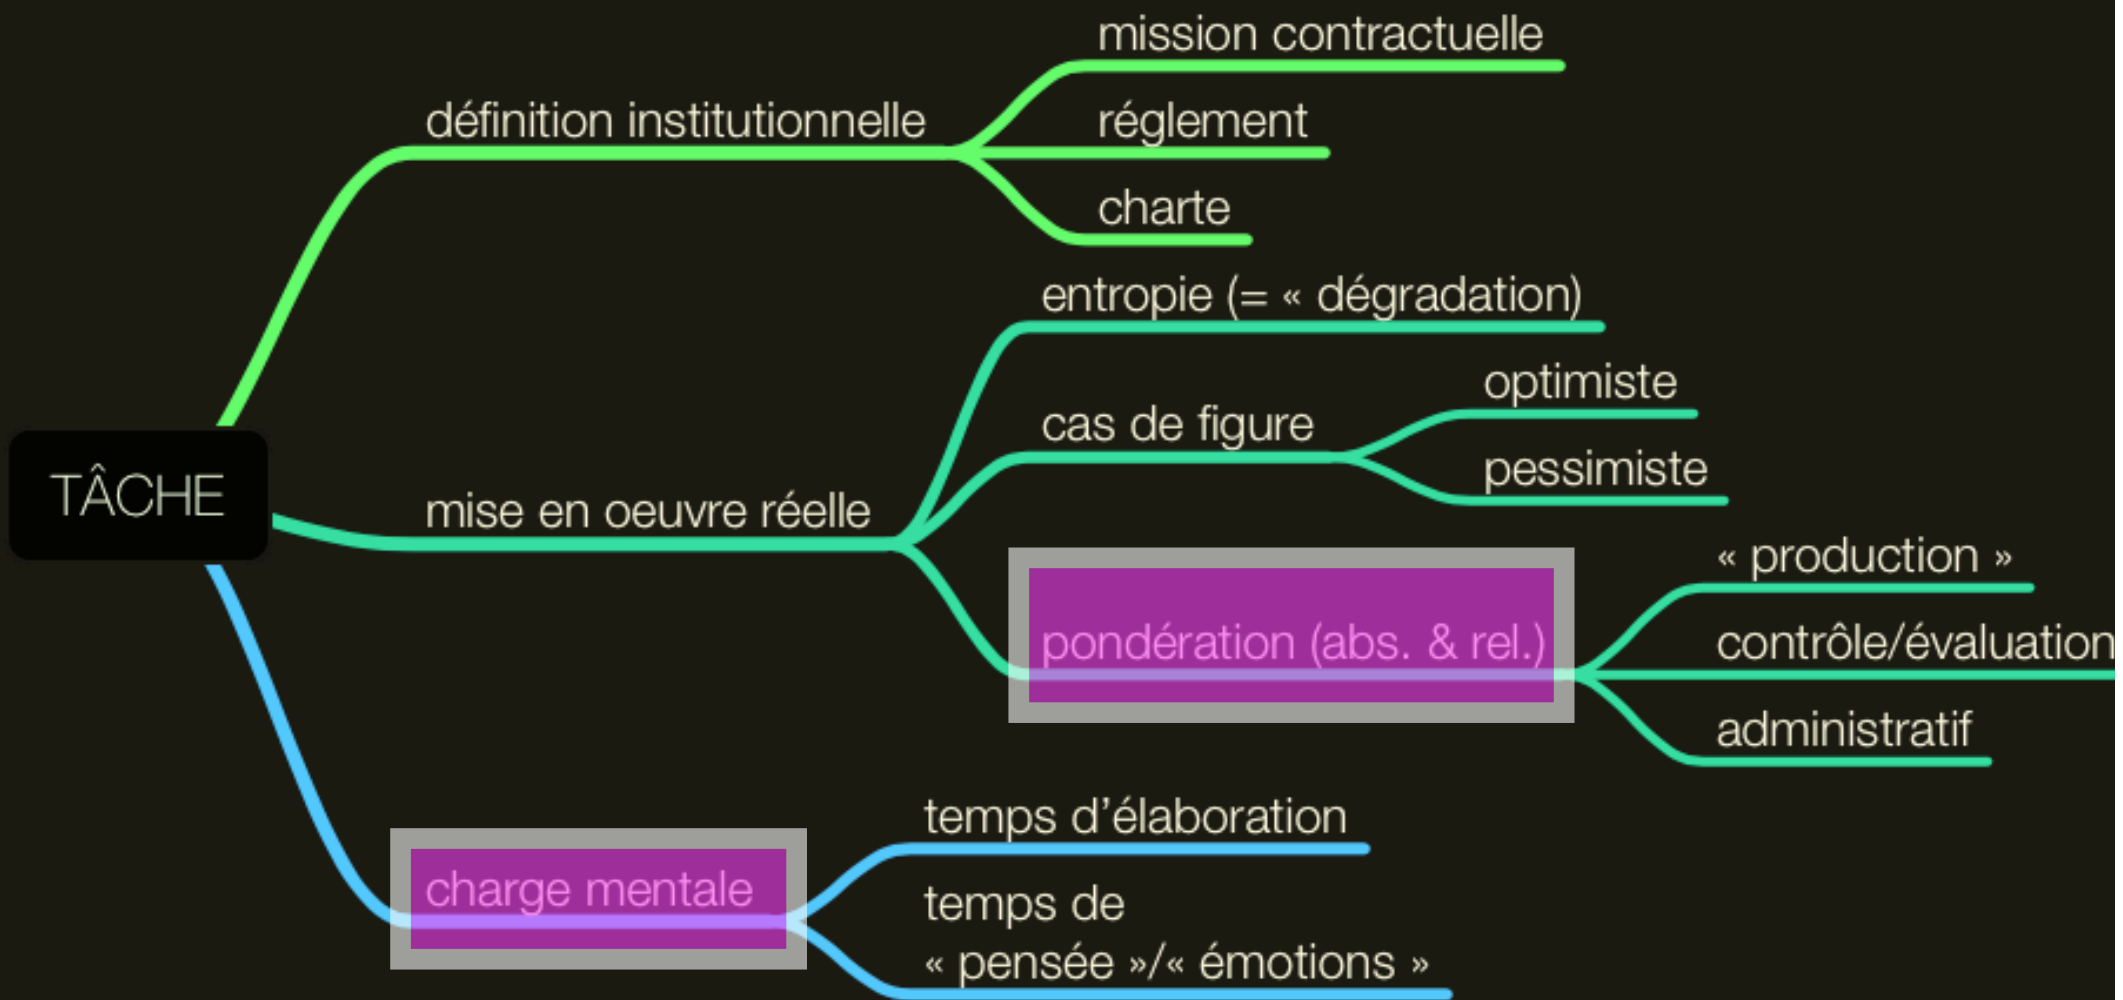 TÂCHE
définition institutionnelle
mission contractuelle
réglement
charte
mise en oeuvre réelle
entropie (= « dégradation)
cas de figure
optimiste
pessimiste
pondération (abs. & rel.)
« production »
contrôle/évaluation
administratif
charge mentale
temps d’élaboration
temps de
« pensée »/« émotions »